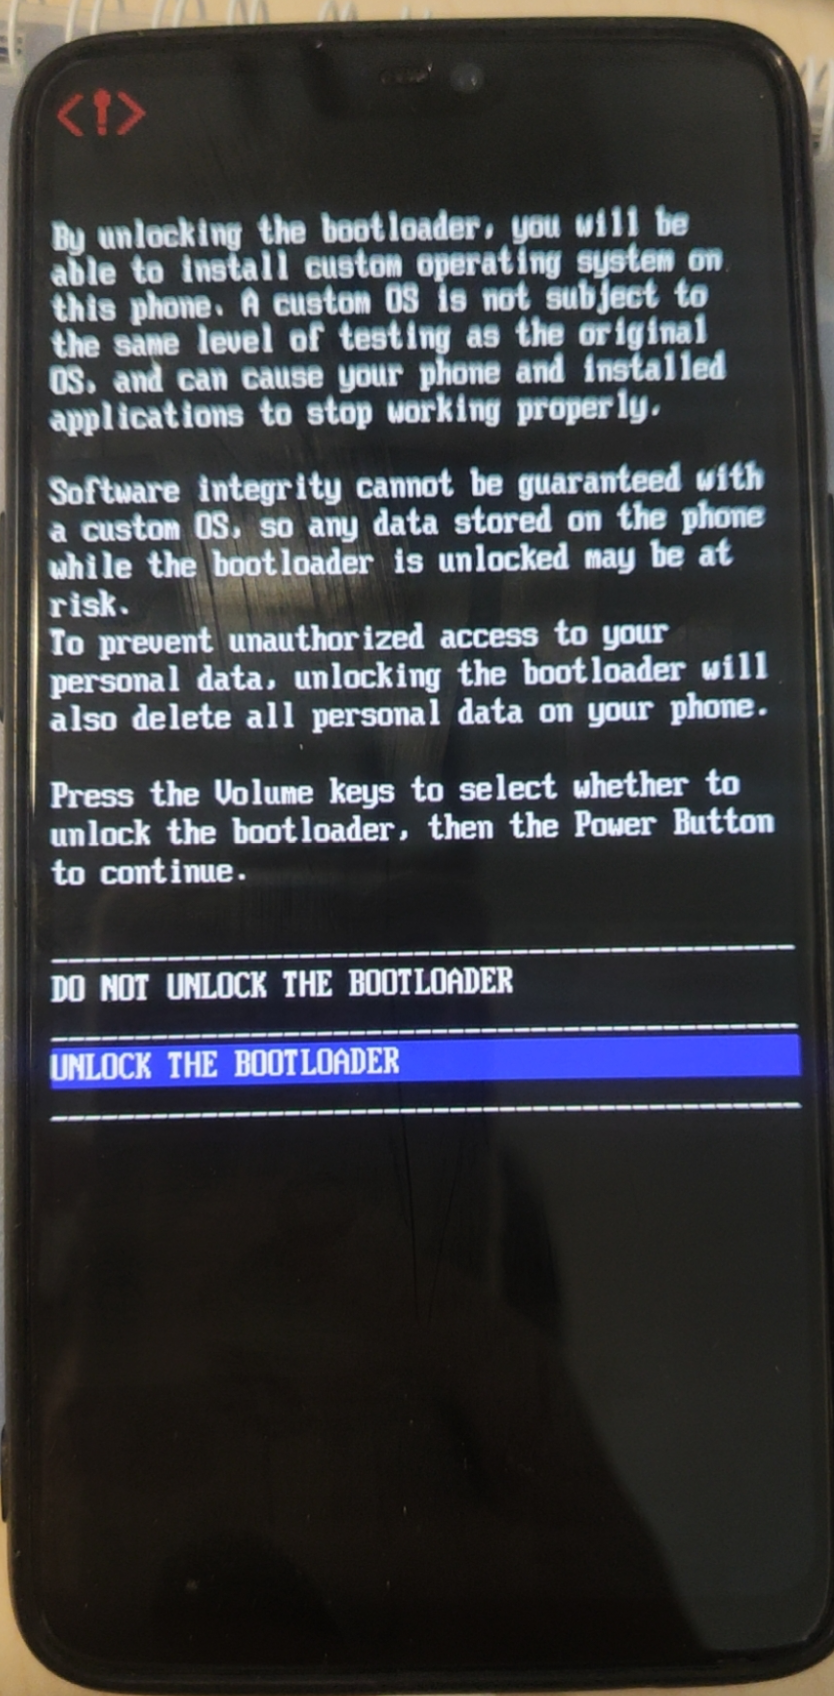 <!>
By unlocking the bootloader, you will be
able to install custom operating system on
this phone. A custom OS is not subject to
the same level of testing as the original
OS, and can cause your phone and installed
applications to stop working properly.
Software integrity cannot be guaranteed with
a custom OS, so any data stored on the phone
while the bootloader is unlocked may be at
risk.
To prevent unauthorized access to your
personal data, unlocking the bootloader will
also delete all personal data on your phone.
Press the Volume keys to select whether to
unlock the bootloader, then the Power Button
to continue.
DO NOT UNLOCK THE BOOTLOADER
UNLOCK THE BOOTLOADER